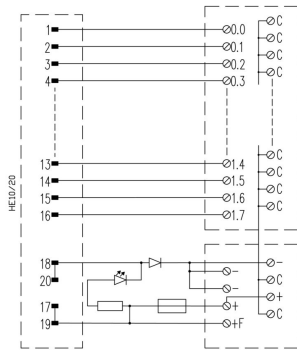 1 0.0 C
2 0.1 C
3 0.2 C
4 0.3 C
HE10/20
13 1.4 C
14 1.5 C
15 1.6 C
16 1.7 C
18 -
20 - C
- +
17 + C
19 +F